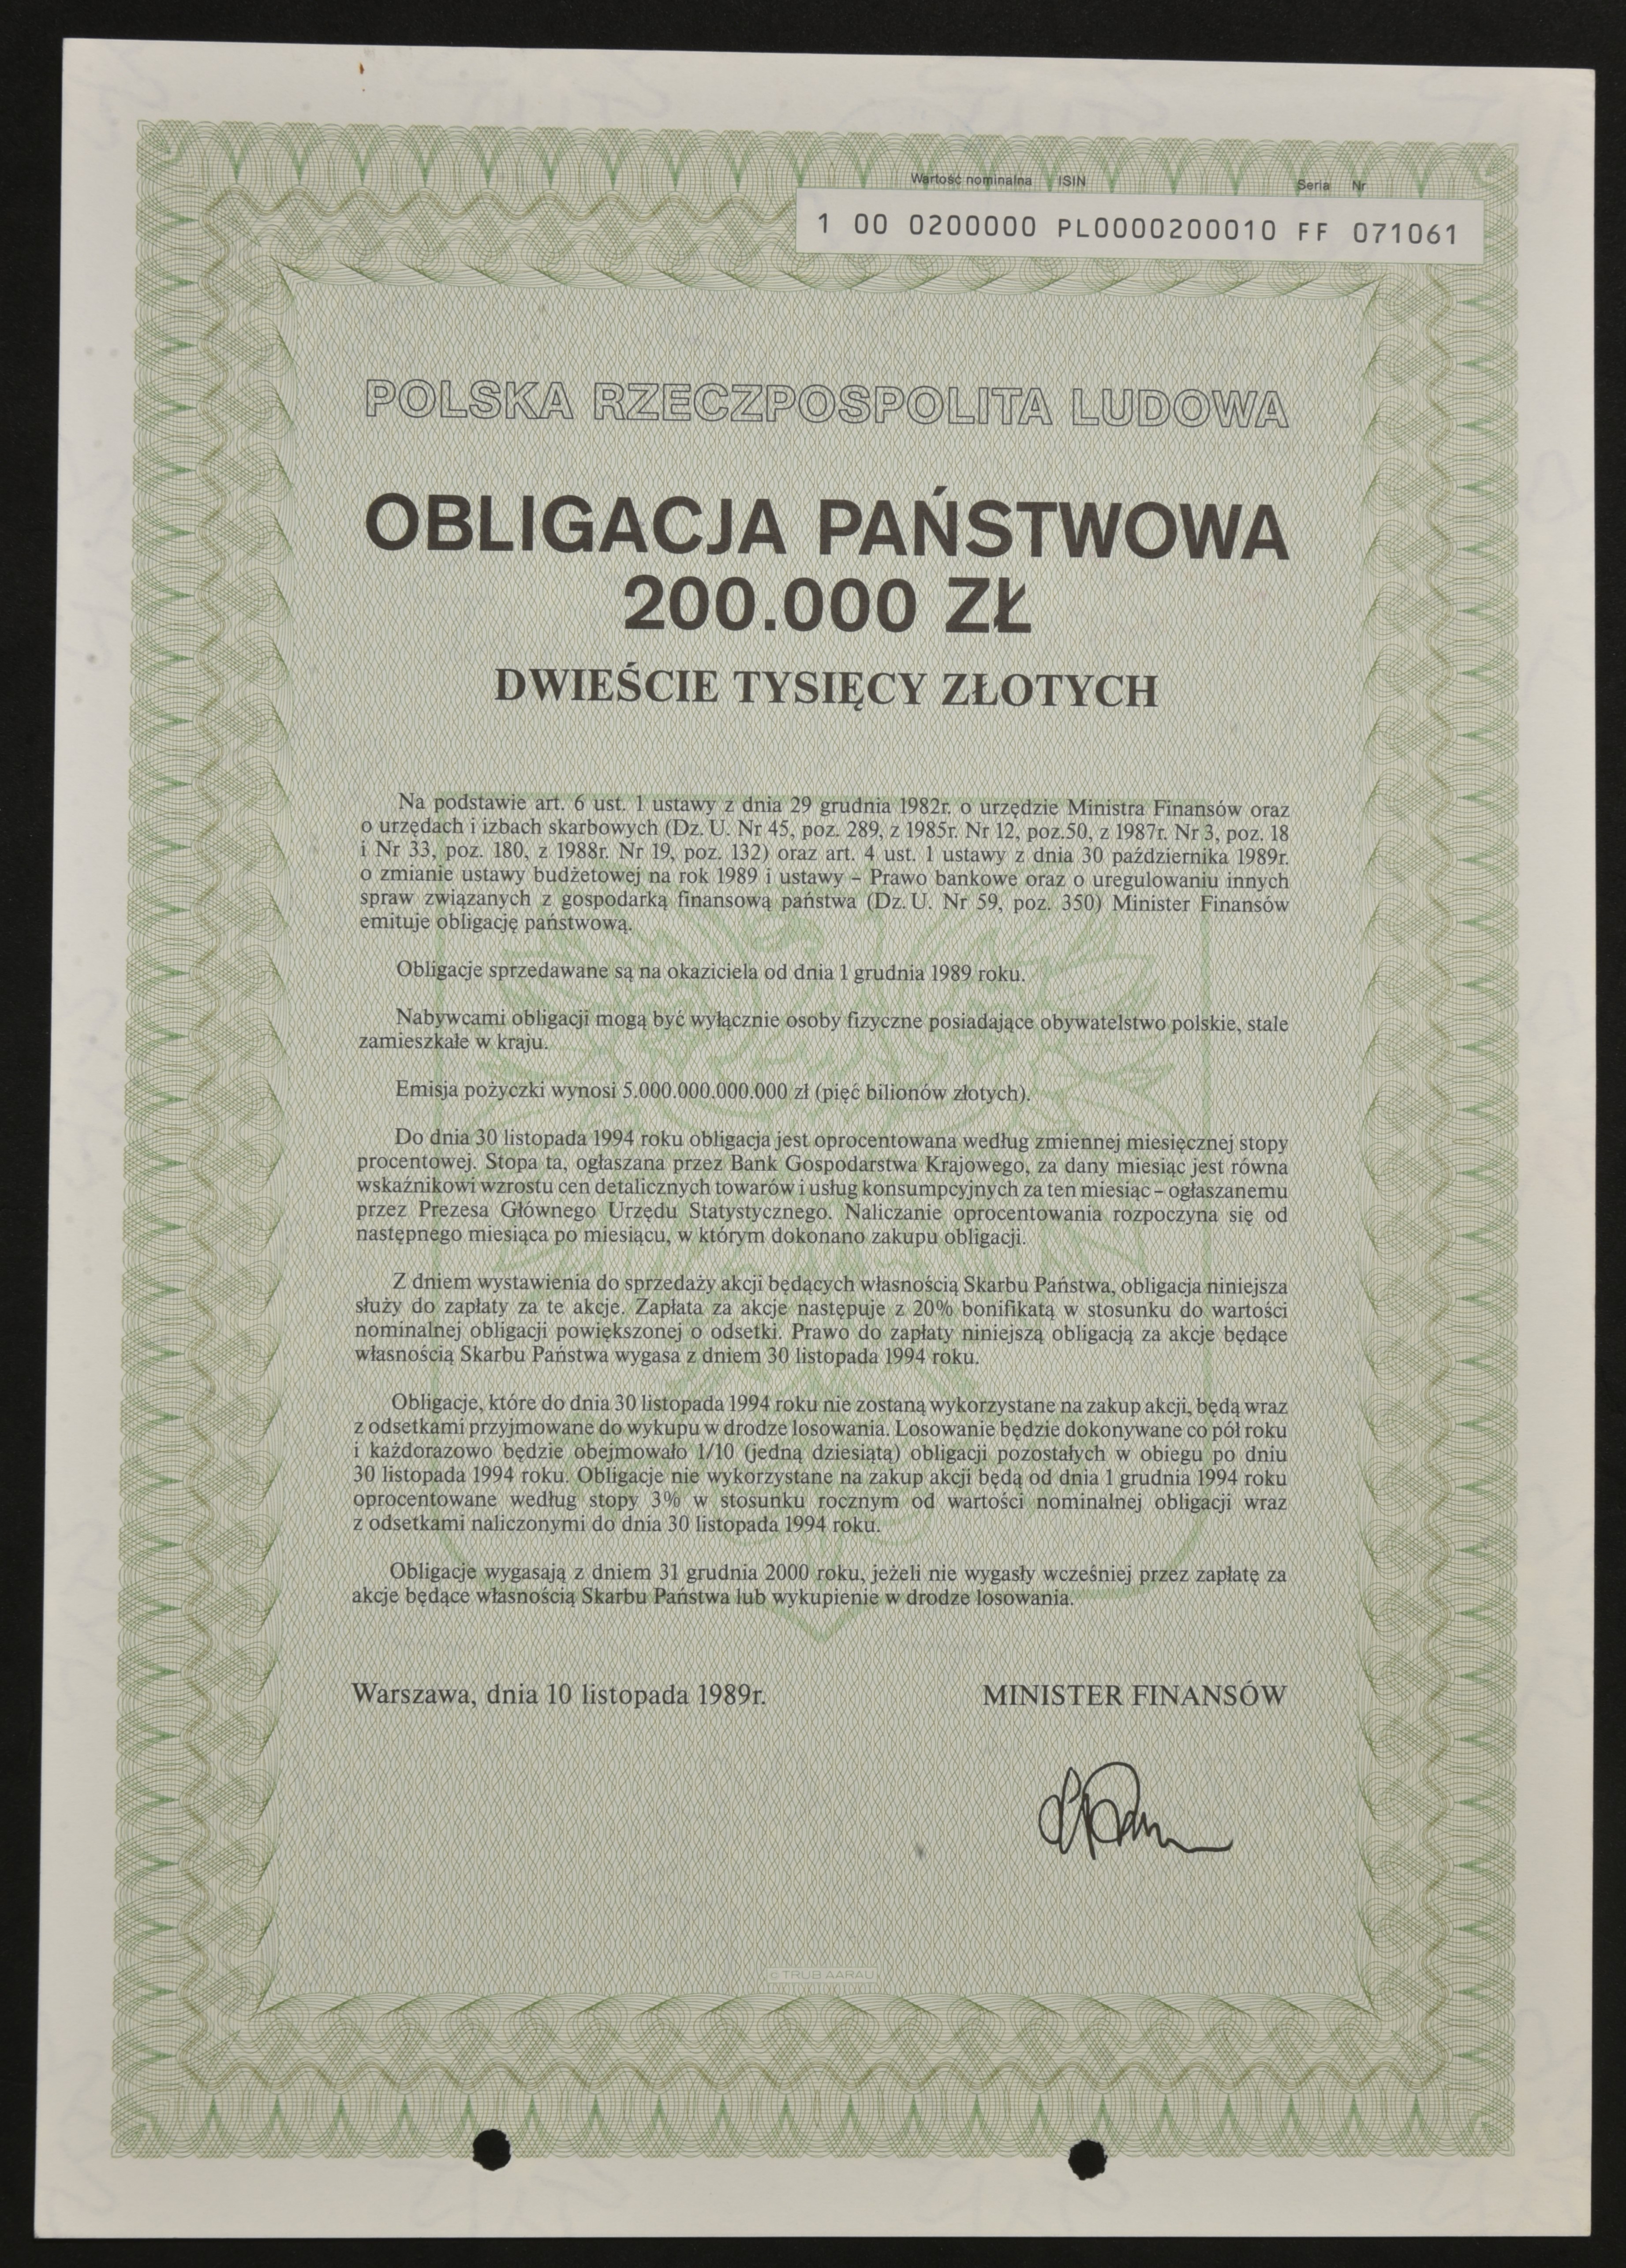 Wartość nominalna ISIN Seria Nr
1 00 0200000 PL0000200010 FF 071061
POLSKA RZECZPOSPOLITA LUDOWA
OBLIGACJA PAŃSTWOWA
200.000 ZŁ
DWIEŚCIE TYSIĘCY ZŁOTYCH
Na podstawie art. 6 ust. 1 ustawy z dnia 29 grudnia 1982r. o urzędzie Ministra Finansów oraz
o urzędach i izbach skarbowych (Dz. U. Nr 45, poz. 289, z 1985r. Nr 12, poz.50, z 1987r. Nr 3, poz. 18
i Nr 33, poz. 180, z 1988r. Nr 19, poz. 132) oraz art. 4 ust. 1 ustawy z dnia 30 października 1989r.
o zmianie ustawy budżetowej na rok 1989 i ustawy – Prawo bankowe oraz o uregulowaniu innych
spraw związanych z gospodarką finansową państwa (Dz. U. Nr 59, poz. 350) Minister Finansów
emituje obligację państwową.
Obligacje sprzedawane są na okaziciela od dnia 1 grudnia 1989 roku.
Nabywcami obligacji mogą być wyłącznie osoby fizyczne posiadające obywatelstwo polskie, stale
zamieszkałe w kraju.
Emisja pożyczki wynosi 5.000.000.000.000 zł (pięć bilionów złotych).
Do dnia 30 listopada 1994 roku obligacja jest oprocentowana według zmiennej miesięcznej stopy
procentowej. Stopa ta, ogłaszana przez Bank Gospodarstwa Krajowego, za dany miesiąc jest równa
wskaźnikowi wzrostu cen detalicznych towarów i usług konsumpcyjnych za ten miesiąc – ogłaszanemu
przez Prezesa Głównego Urzędu Statystycznego. Naliczanie oprocentowania rozpoczyna się od
następnego miesiąca po miesiącu, w którym dokonano zakupu obligacji.
Z dniem wystawienia do sprzedaży akcji będących własnością Skarbu Państwa, obligacja niniejsza
służy do zapłaty za te akcje. Zapłata za akcje następuje z 20% bonifikatą w stosunku do wartości
nominalnej obligacji powiększonej o odsetki. Prawo do zapłaty niniejszą obligacją za akcje będące
własnością Skarbu Państwa wygasa z dniem 30 listopada 1994 roku.
Obligacje, które do dnia 30 listopada 1994 roku nie zostaną wykorzystane na zakup akcji, będą wraz
z odsetkami przyjmowane do wykupu w drodze losowania. Losowanie będzie dokonywane co pół roku
i każdorazowo będzie obejmowało 1/10 (jedną dziesiątą) obligacji pozostałych w obiegu po dniu
30 listopada 1994 roku. Obligacje nie wykorzystane na zakup akcji będą od dnia 1 grudnia 1994 roku
oprocentowane według stopy 3% w stosunku rocznym od wartości nominalnej obligacji wraz
z odsetkami naliczonymi do dnia 30 listopada 1994 roku.
Obligacje wygasają z dniem 31 grudnia 2000 roku, jeżeli nie wygasły wcześniej przez zapłatę za
akcje będące własnością Skarbu Państwa lub wykupienie w drodze losowania.
Warszawa, dnia 10 listopada 1989r. MINISTER FINANSÓW
© TRÜB AARAU